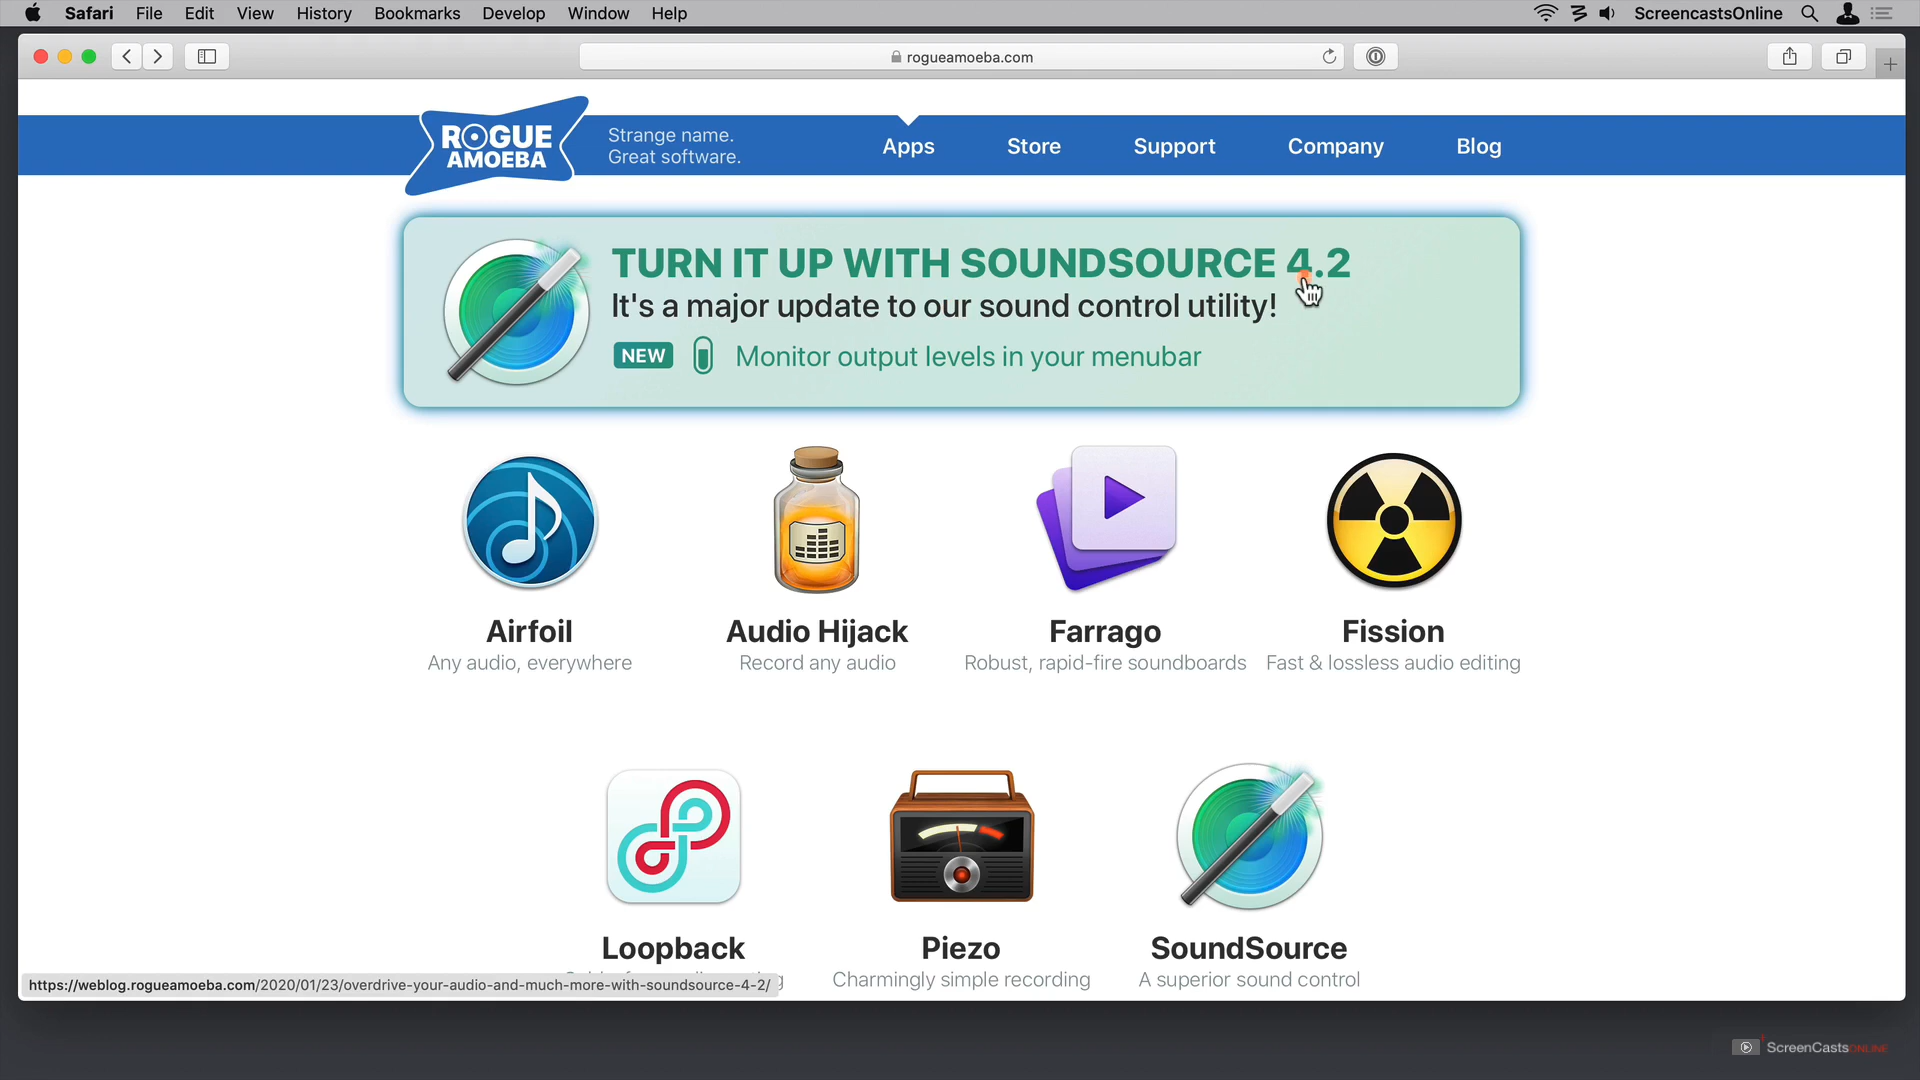 Safari File Edit View History Bookmarks Develop Window Help ScreencastsOnline
rogueamoeba.com
ROGUE
AMOEBA
Strange name.
Great software.
Apps Store Support Company Blog
TURN IT UP WITH SOUNDSOURCE 4.2
It's a major update to our sound control utility!
NEW Monitor output levels in your menubar
Airfoil
Any audio, everywhere
Audio Hijack
Record any audio
Farrago
Robust, rapid-fire soundboards
Fission
Fast & lossless audio editing
Loopback
Piezo
Charmingly simple recording
SoundSource
A superior sound control
https://weblog.rogueamoeba.com/2020/01/23/overdrive-your-audio-and-much-more-with-soundsource-4-2/
ScreenCastsONLINE